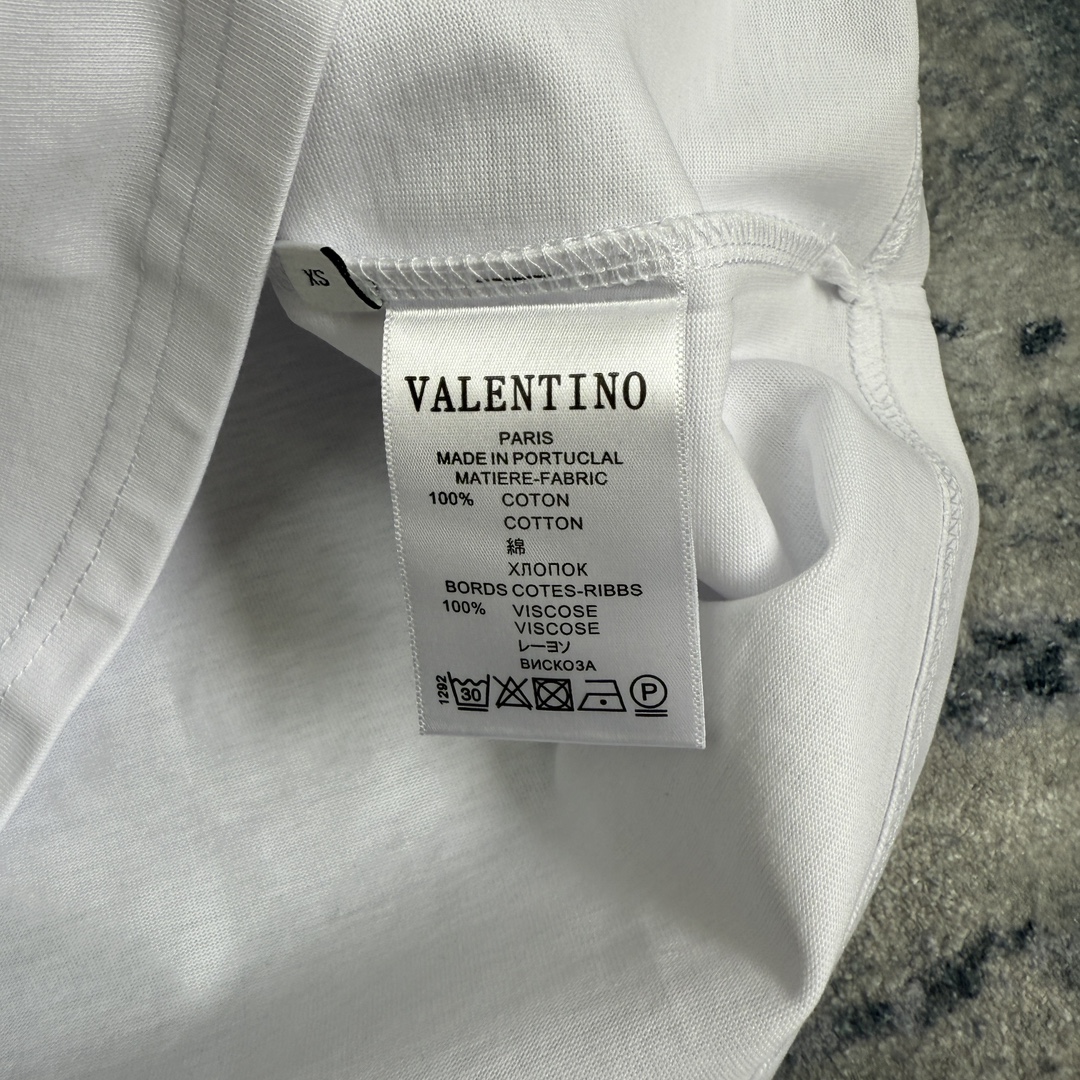 XS
VALENTINO
PARIS
MADE IN PORTUCLAL
MATIERE-FABRIC
100% COTON
COTTON
綿
ХЛОПОК
BORDS COTES-RIBBS
100% VISCOSE
VISCOSE
レーヨソ
ВИСКОЗА
1292 30 P